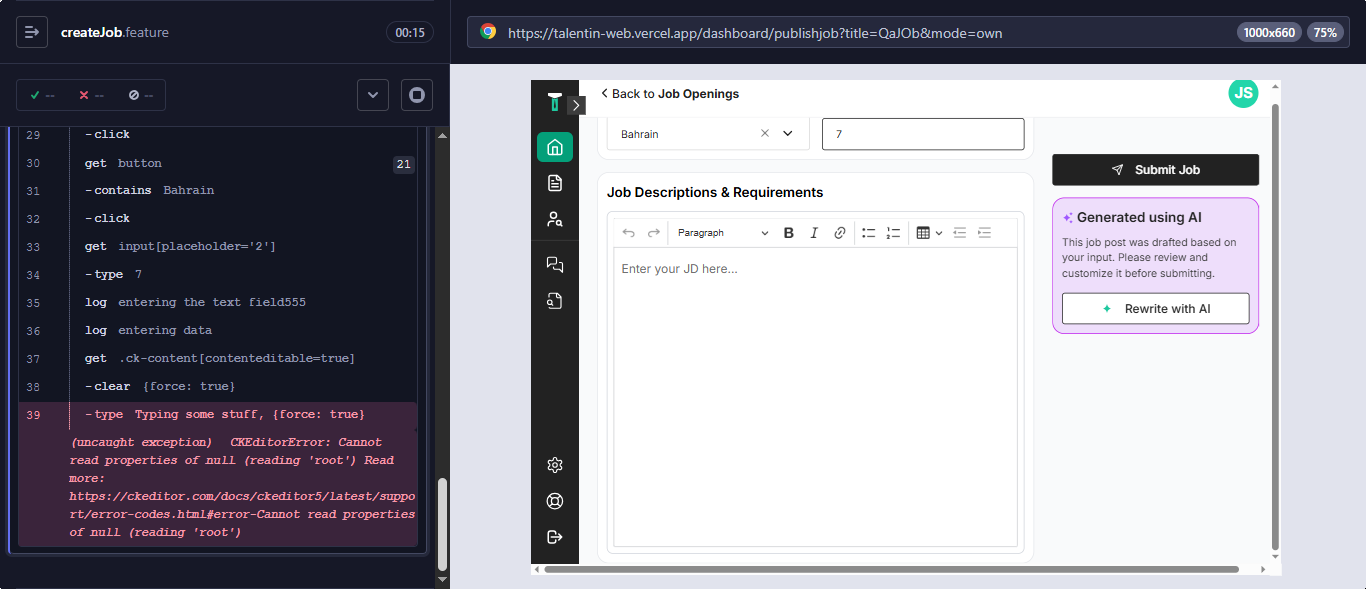 createJob.feature
00:15
--
--
--
29 -click
30 get button 21
31 -contains Bahrain
32 -click
33 get input[placeholder='2']
34 -type 7
35 log entering the text field555
36 log entering data
37 get .ck-content[contenteditable=true]
38 -clear {force: true}
39 -type Typing some stuff, {force: true}
(uncaught exception) CKEditorError: Cannot
read properties of null (reading 'root') Read
more:
https://ckeditor.com/docs/ckeditor5/latest/suppo
rt/error-codes.html#error-Cannot read properties
of null (reading 'root')
https://talentin-web.vercel.app/dashboard/publishjob?title=QaJOb&mode=own
1000x660 75%
Back to Job Openings
JS
Bahrain
7
Job Descriptions & Requirements
Paragraph
B I
Enter your JD here...
Submit Job
Generated using AI
This job post was drafted based on
your input. Please review and
customize it before submitting.
Rewrite with AI